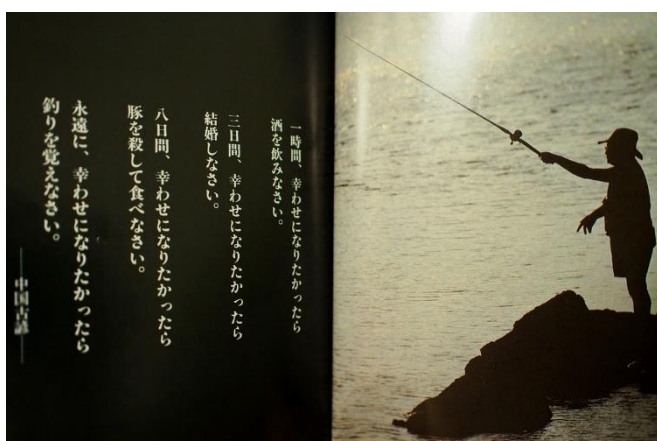 一時間、幸わせになりたかったら
酒を飲みなさい。
三日間、幸わせになりたかったら
結婚しなさい。
八日間、幸わせになりたかったら
豚を殺して食べなさい。
永遠に、幸わせになりたかったら
釣りを覚えなさい。
──中国古諺──